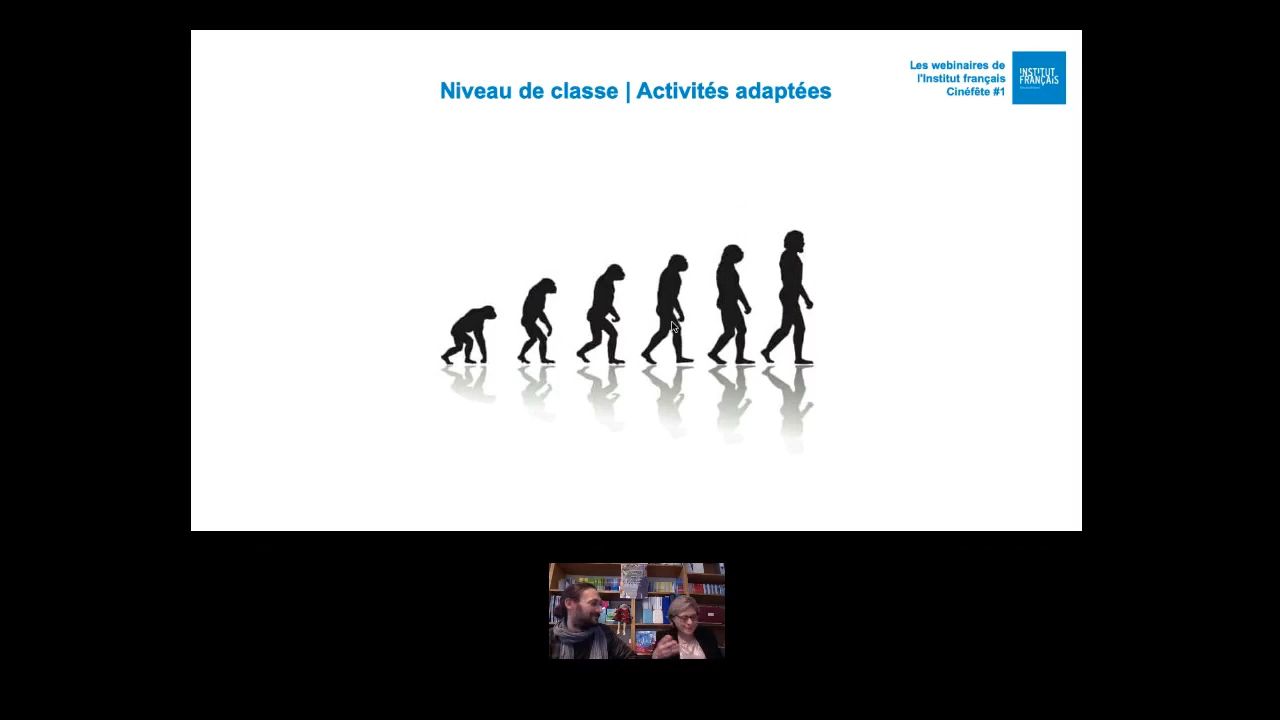 Niveau de classe | Activités adaptées
Les webinaires de
l'Institut français
Cinéfête #1
INSTITUT
FRANÇAIS